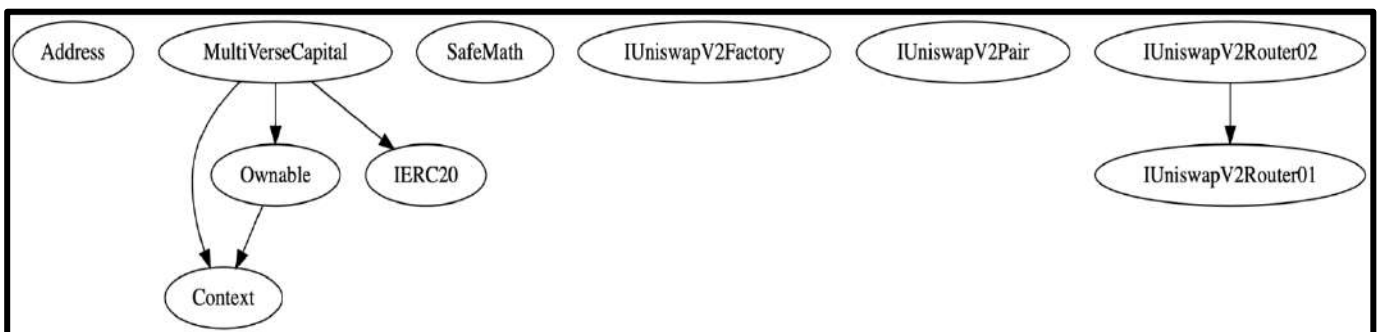 Address MultiVerseCapital SafeMath IUniswapV2Factory IUniswapV2Pair IUniswapV2Router02
Ownable IERC20 IUniswapV2Router01
Context